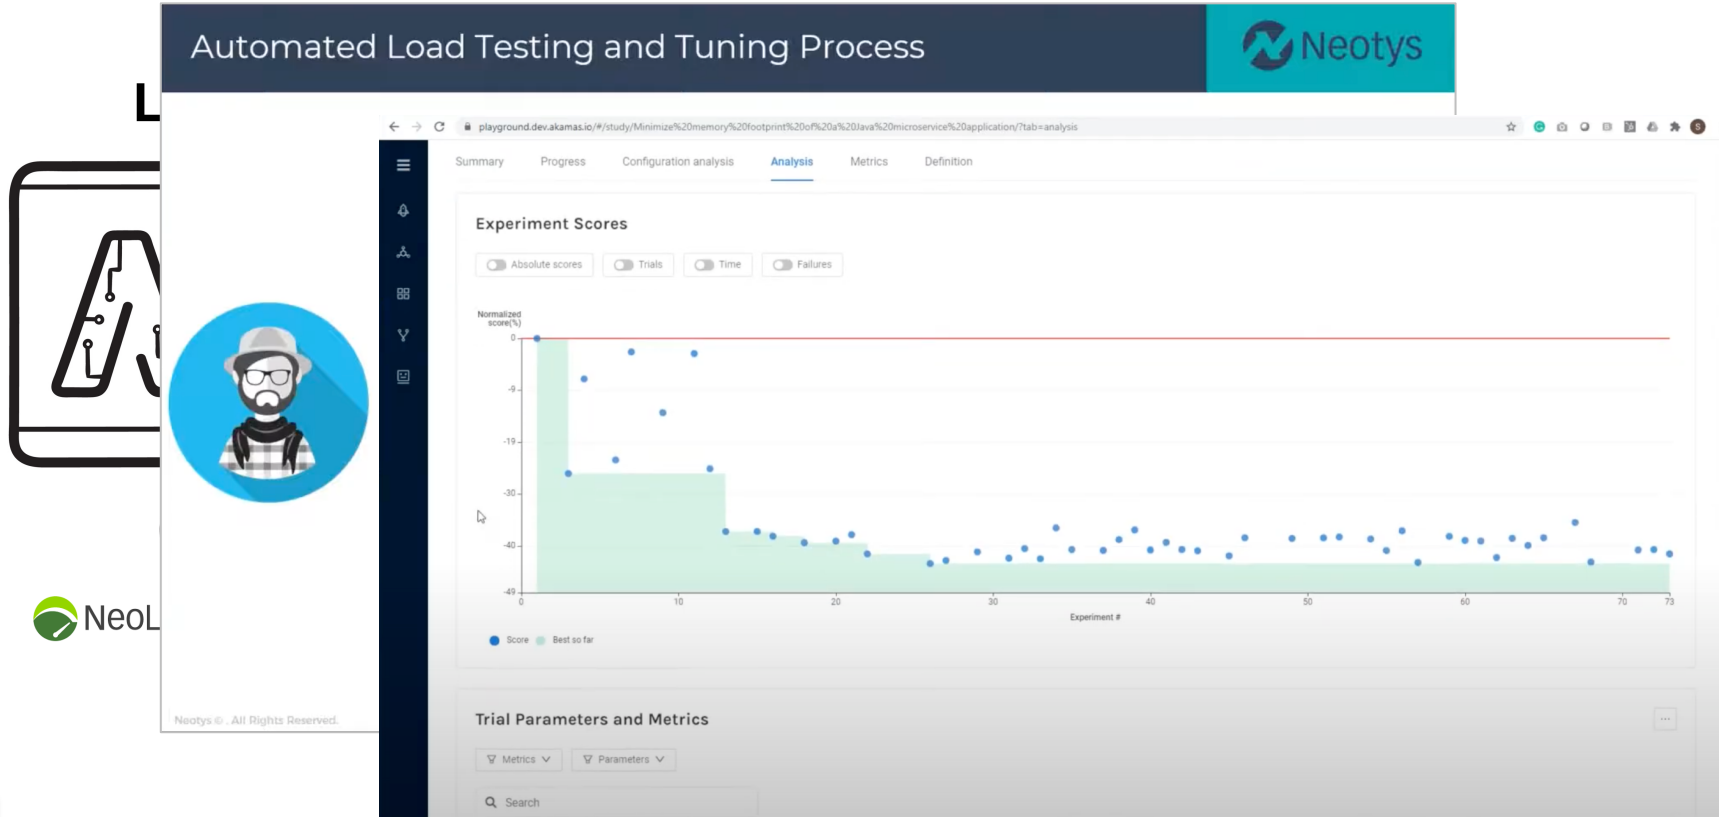 Automated Load Testing and Tuning Process
Neotys
L
playground.dev.akamas.io/#/study/Minimize%20memory%20footprint%20of%20a%20Java%20microservice%20application/?tab=analysis
S
Summary Progress Configuration analysis Analysis Metrics Definition
Experiment Scores
Absolute scores Trials Time Failures
Normalized
score(%)
0
-9
-19
-30
-40
-49
0 10 20 30 40 50 60 70 73
Experiment #
Score Best so far
NeoL
Neotys © . All Rights Reserved.
Trial Parameters and Metrics
...
Metrics Parameters
Search